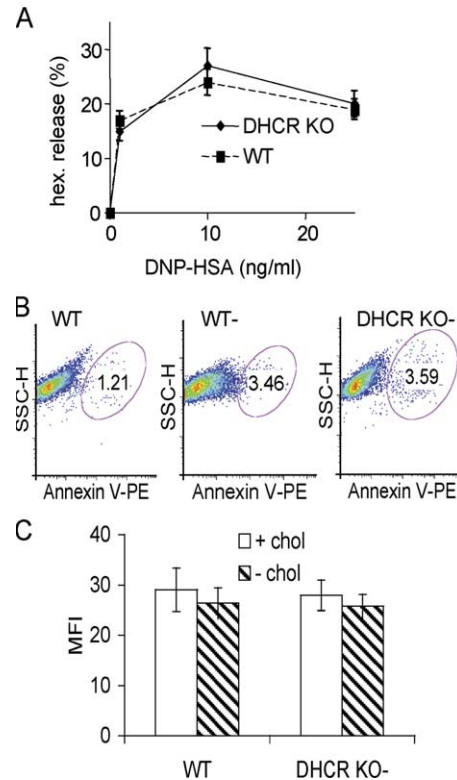 A
hex. release (%)
30
20
10
0
DHCR KO
WT
0 10 20
DNP-HSA (ng/ml)
B
WT WT- DHCR KO-
SSC-H 1.21 SSC-H 3.46 SSC-H 3.59
Annexin V-PE Annexin V-PE Annexin V-PE
C
MFI
40
30
20
10
0
+ chol
- chol
WT DHCR KO-